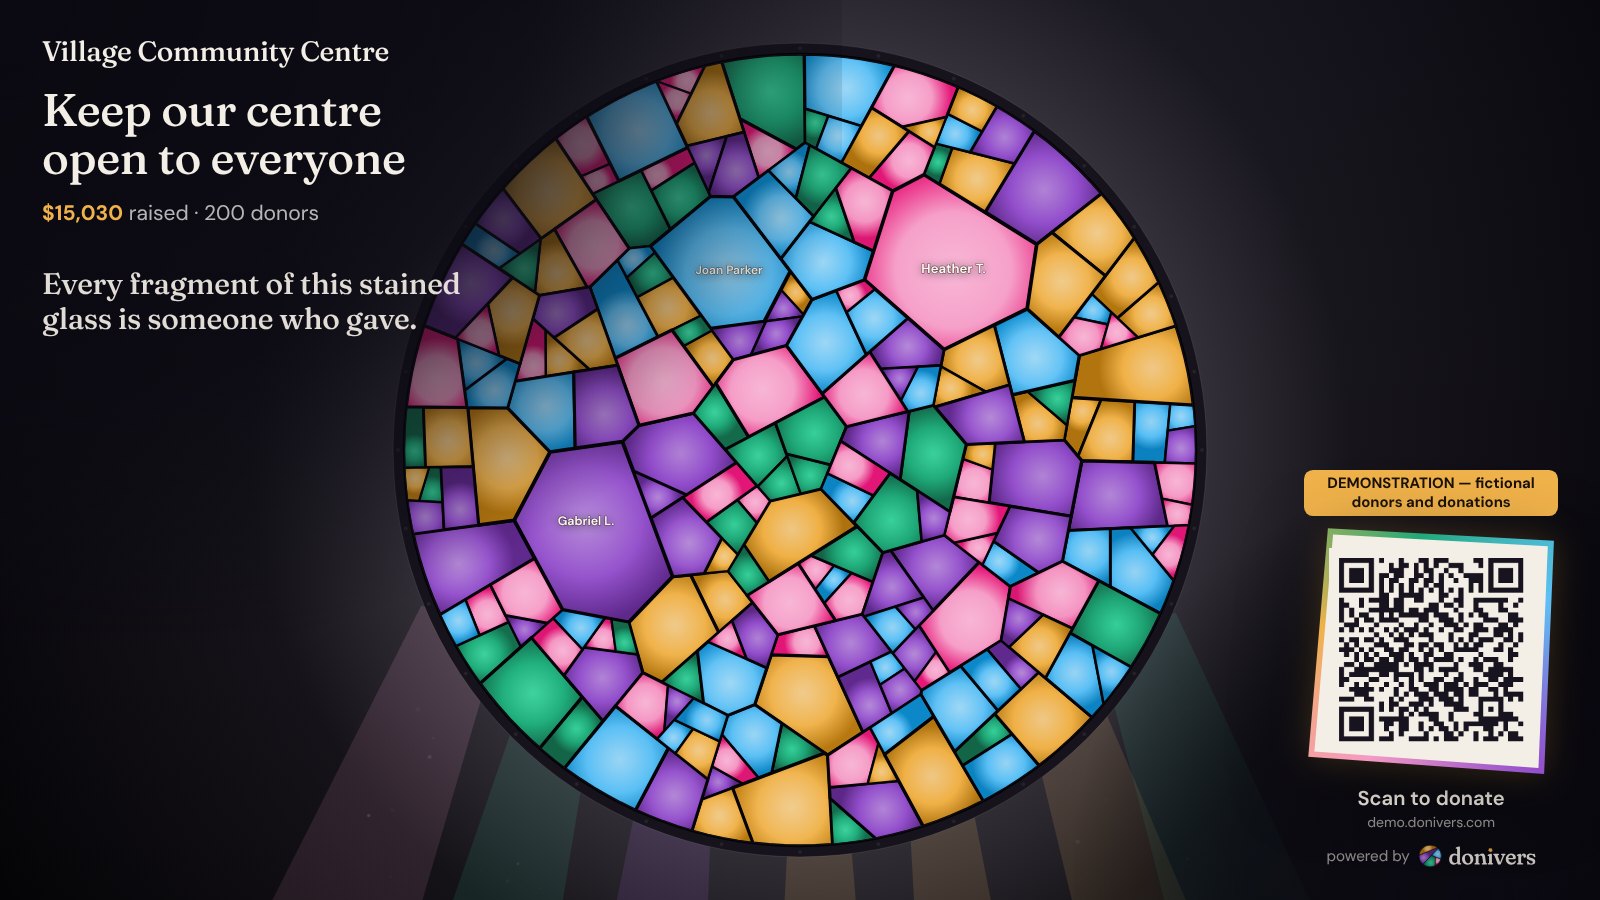 Village Community Centre
Keep our centre
open to everyone
$15,030 raised · 200 donors
Every fragment of this stained
glass is someone who gave.
Joan Parker
Heather T.
Gabriel L.
DEMONSTRATION — fictional
donors and donations
Scan to donate
demo.donivers.com
powered by donivers